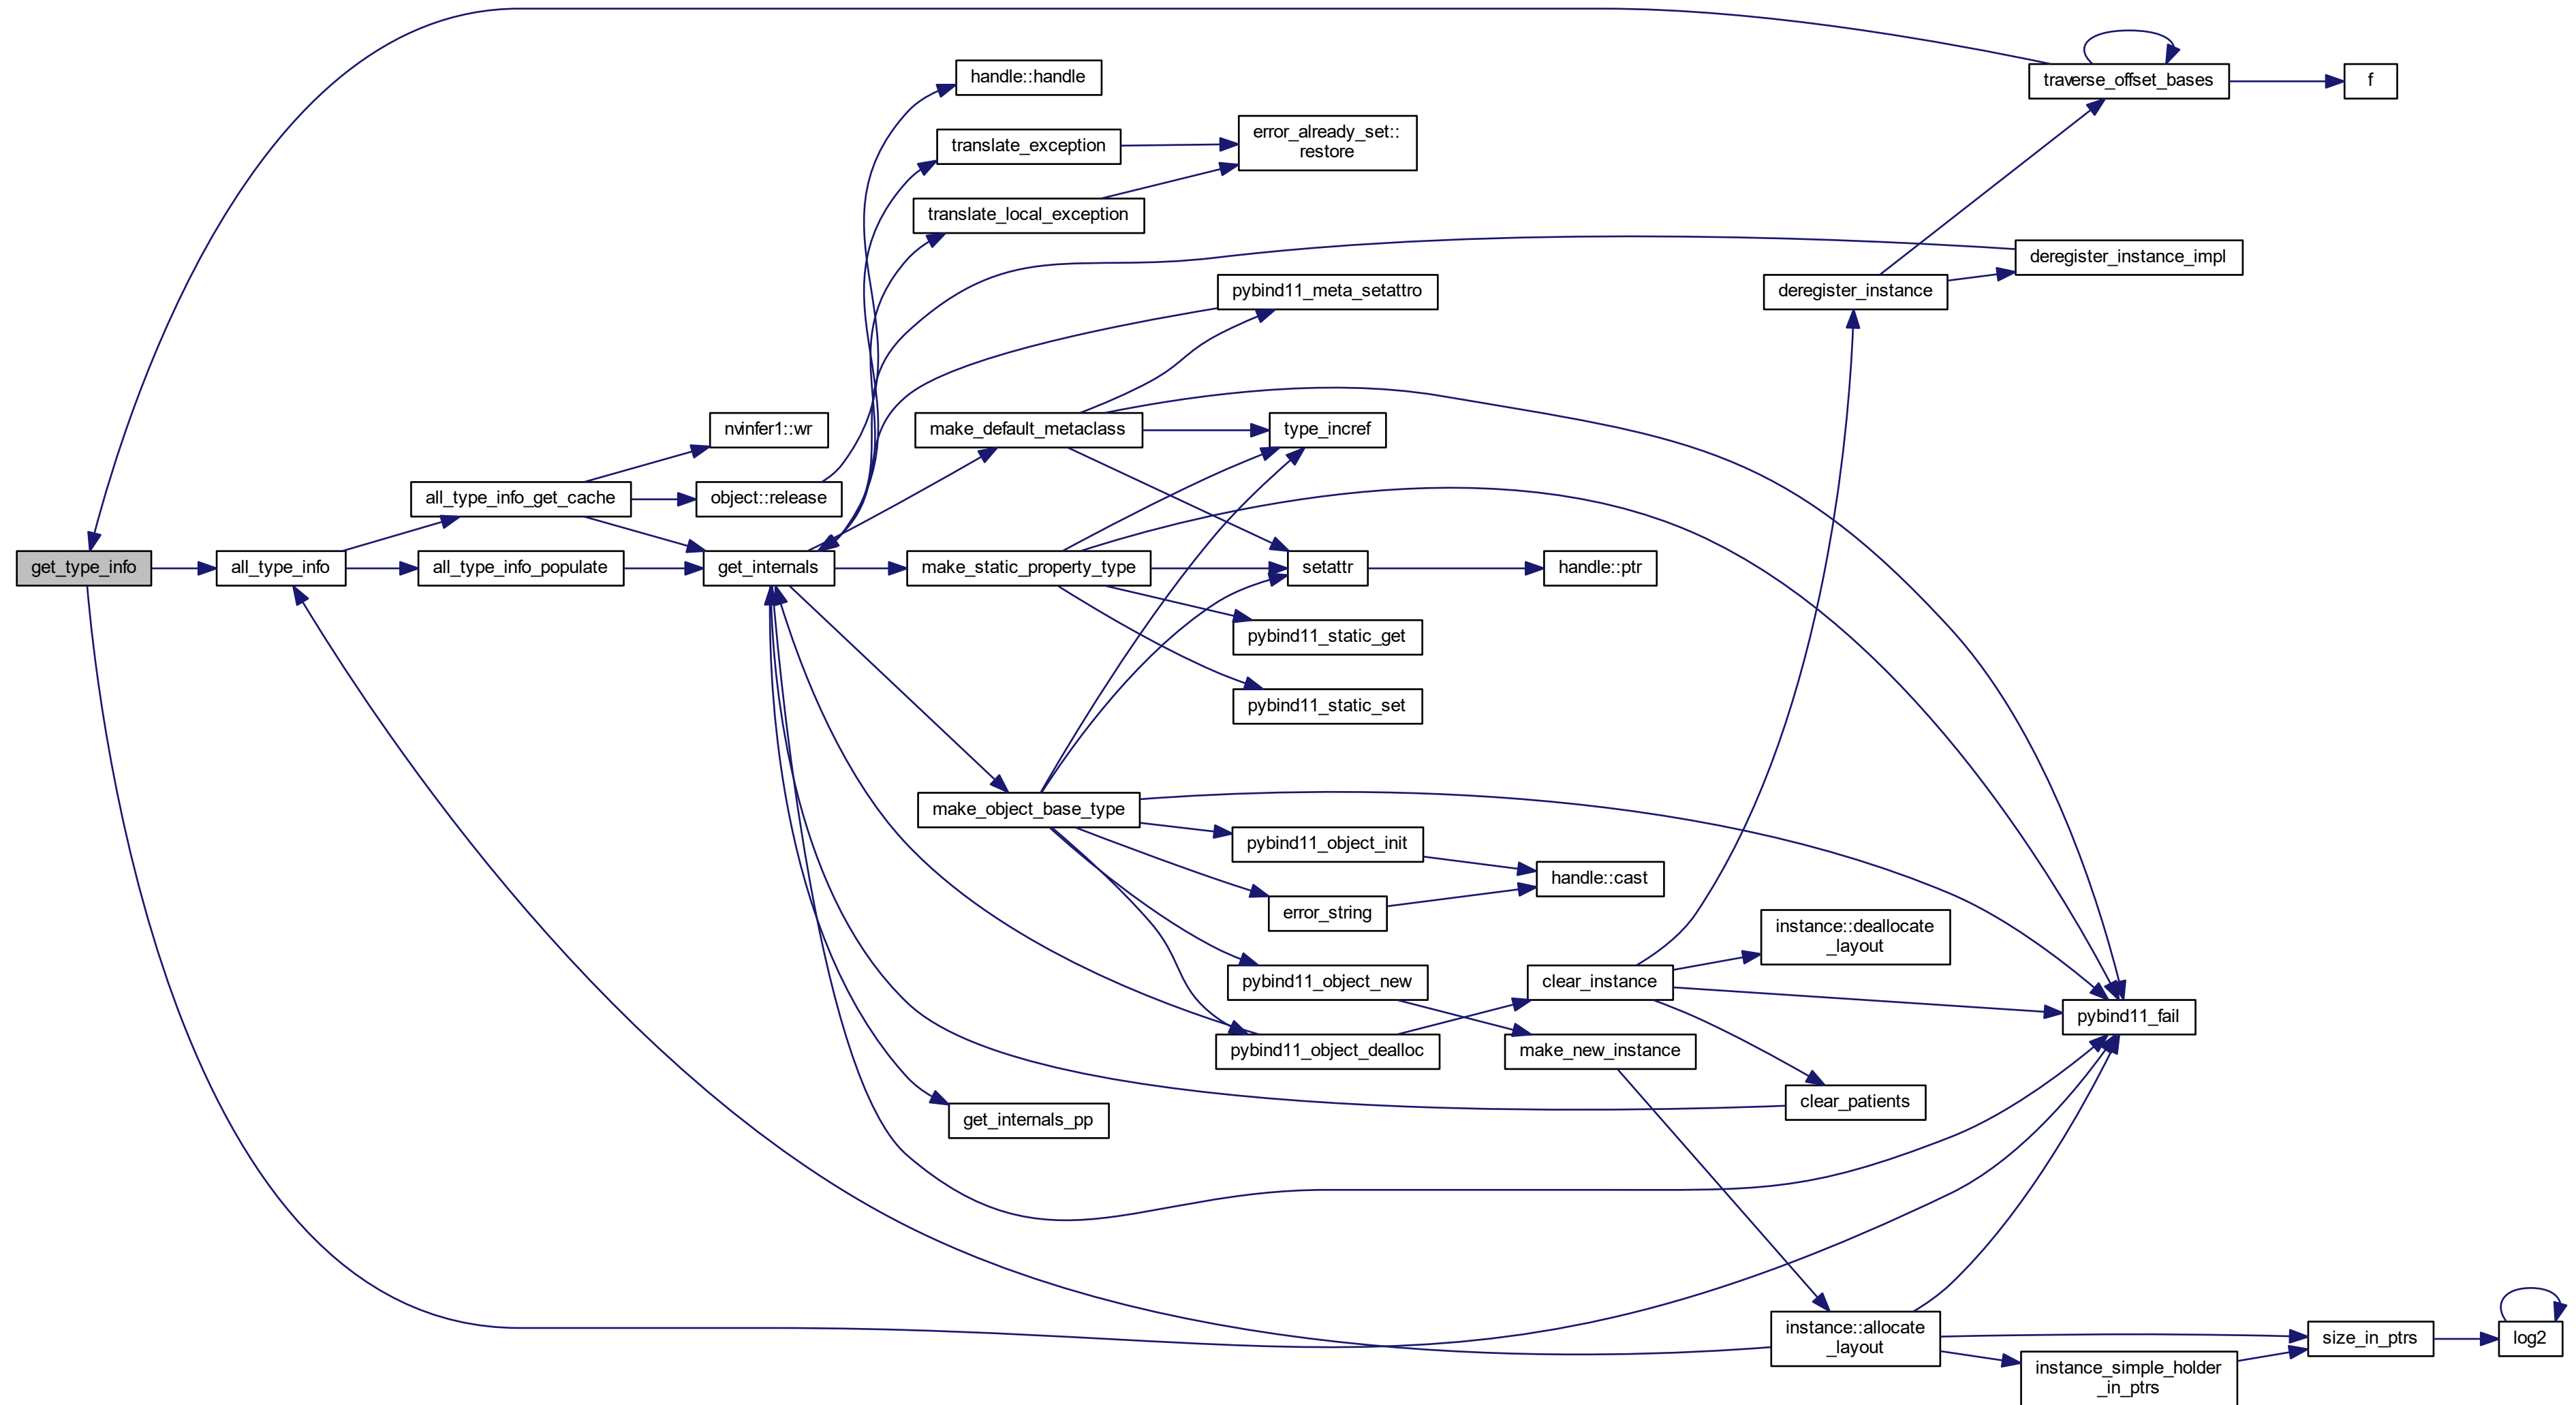 handle::handle
traverse_offset_bases
f
translate_exception
error_already_set::
restore
translate_local_exception
deregister_instance_impl
pybind11_meta_setattro
deregister_instance
nvinfer1::wr
make_default_metaclass
type_incref
all_type_info_get_cache
object::release
get_type_info
all_type_info
all_type_info_populate
get_internals
make_static_property_type
setattr
handle::ptr
pybind11_static_get
pybind11_static_set
make_object_base_type
pybind11_object_init
handle::cast
error_string
instance::deallocate
_layout
pybind11_object_new
clear_instance
pybind11_fail
pybind11_object_dealloc
make_new_instance
clear_patients
get_internals_pp
instance::allocate
_layout
size_in_ptrs
log2
instance_simple_holder
_in_ptrs